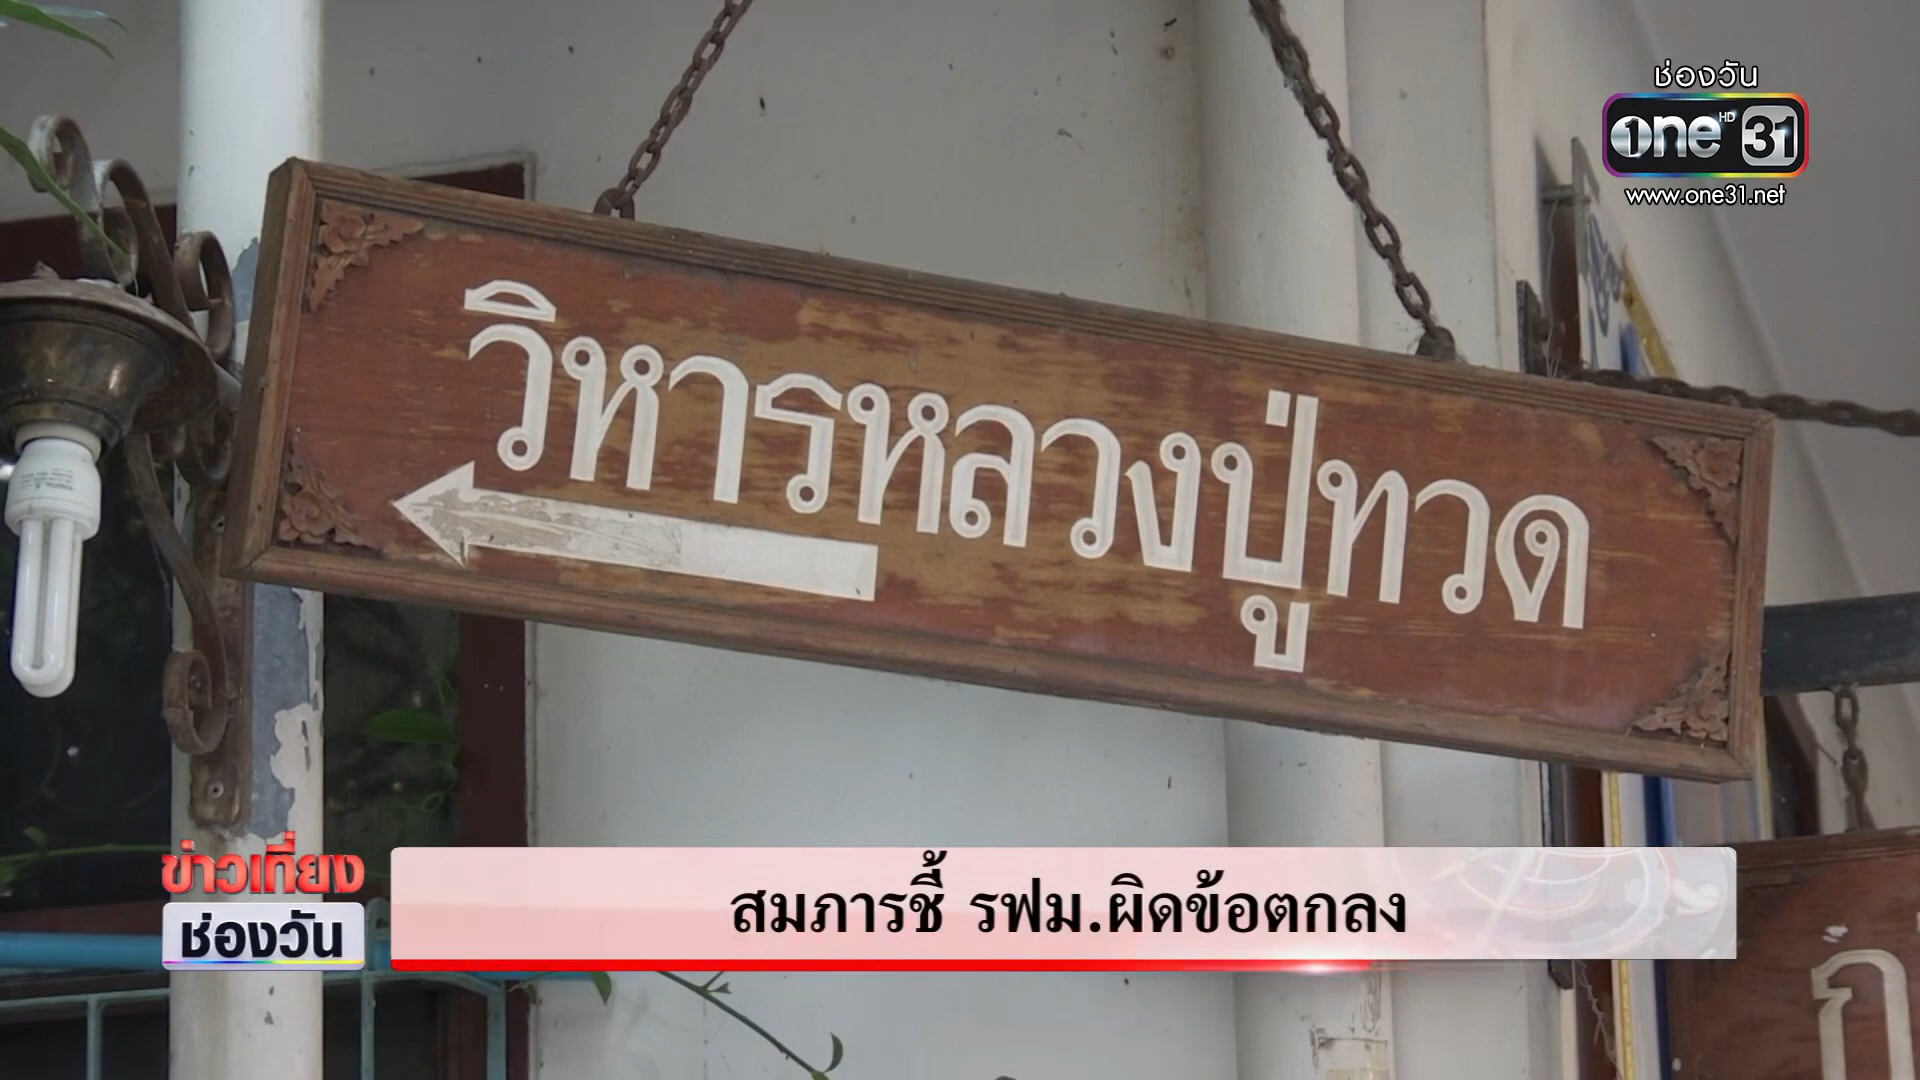 ช่องวัน
one HD 31
www.one31.net
วิหารหลวงปู่ทวด
ข่าวเที่ยง
ช่องวัน
สมภารชี้ รฟม.ผิดข้อตกลง